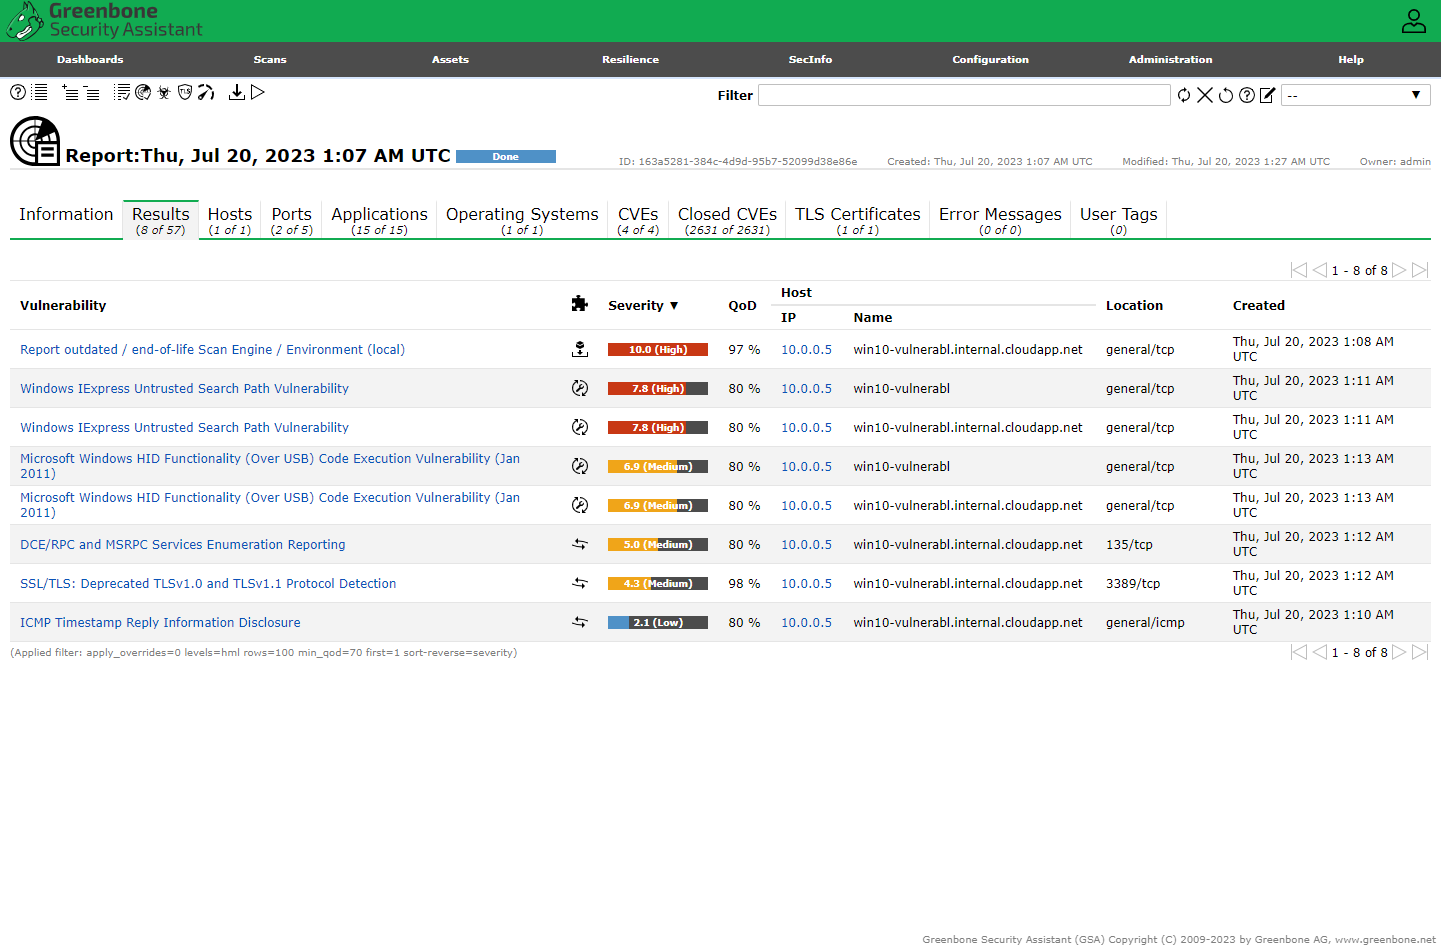 Greenbone
Security Assistant
Dashboards Scans Assets Resilience SecInfo Configuration Administration Help
Filter --▼
Report:Thu, Jul 20, 2023 1:07 AM UTC Done ID: 163a5281-384c-4d9d-95b7-52099d38e86e Created: Thu, Jul 20, 2023 1:07 AM UTC Modified: Thu, Jul 20, 2023 1:27 AM UTC Owner: admin
Information Results Hosts Ports Applications Operating Systems CVEs Closed CVEs TLS Certificates Error Messages User Tags
(8 of 57) (1 of 1) (2 of 5) (15 of 15) (1 of 1) (4 of 4) (2631 of 2631) (1 of 1) (0 of 0) (0)
1 - 8 of 8
Vulnerability Severity ▼ QoD Host Location Created
IP Name
Report outdated / end-of-life Scan Engine / Environment (local) 10.0 (High) 97 % 10.0.0.5 win10-vulnerabl.internal.cloudapp.net general/tcp Thu, Jul 20, 2023 1:08 AM
UTC
Windows IExpress Untrusted Search Path Vulnerability 7.8 (High) 80 % 10.0.0.5 win10-vulnerabl general/tcp Thu, Jul 20, 2023 1:11 AM
UTC
Windows IExpress Untrusted Search Path Vulnerability 7.8 (High) 80 % 10.0.0.5 win10-vulnerabl.internal.cloudapp.net general/tcp Thu, Jul 20, 2023 1:11 AM
UTC
Microsoft Windows HID Functionality (Over USB) Code Execution Vulnerability (Jan 6.9 (Medium) 80 % 10.0.0.5 win10-vulnerabl general/tcp Thu, Jul 20, 2023 1:13 AM
2011) UTC
Microsoft Windows HID Functionality (Over USB) Code Execution Vulnerability (Jan 6.9 (Medium) 80 % 10.0.0.5 win10-vulnerabl.internal.cloudapp.net general/tcp Thu, Jul 20, 2023 1:13 AM
2011) UTC
DCE/RPC and MSRPC Services Enumeration Reporting 5.0 (Medium) 80 % 10.0.0.5 win10-vulnerabl.internal.cloudapp.net 135/tcp Thu, Jul 20, 2023 1:12 AM
UTC
SSL/TLS: Deprecated TLSv1.0 and TLSv1.1 Protocol Detection 4.3 (Medium) 98 % 10.0.0.5 win10-vulnerabl.internal.cloudapp.net 3389/tcp Thu, Jul 20, 2023 1:12 AM
UTC
ICMP Timestamp Reply Information Disclosure 2.1 (Low) 80 % 10.0.0.5 win10-vulnerabl.internal.cloudapp.net general/icmp Thu, Jul 20, 2023 1:10 AM
UTC
(Applied filter: apply_overrides=0 levels=hml rows=100 min_qod=70 first=1 sort-reverse=severity) 1 - 8 of 8
Greenbone Security Assistant (GSA) Copyright (C) 2009-2023 by Greenbone AG, www.greenbone.net